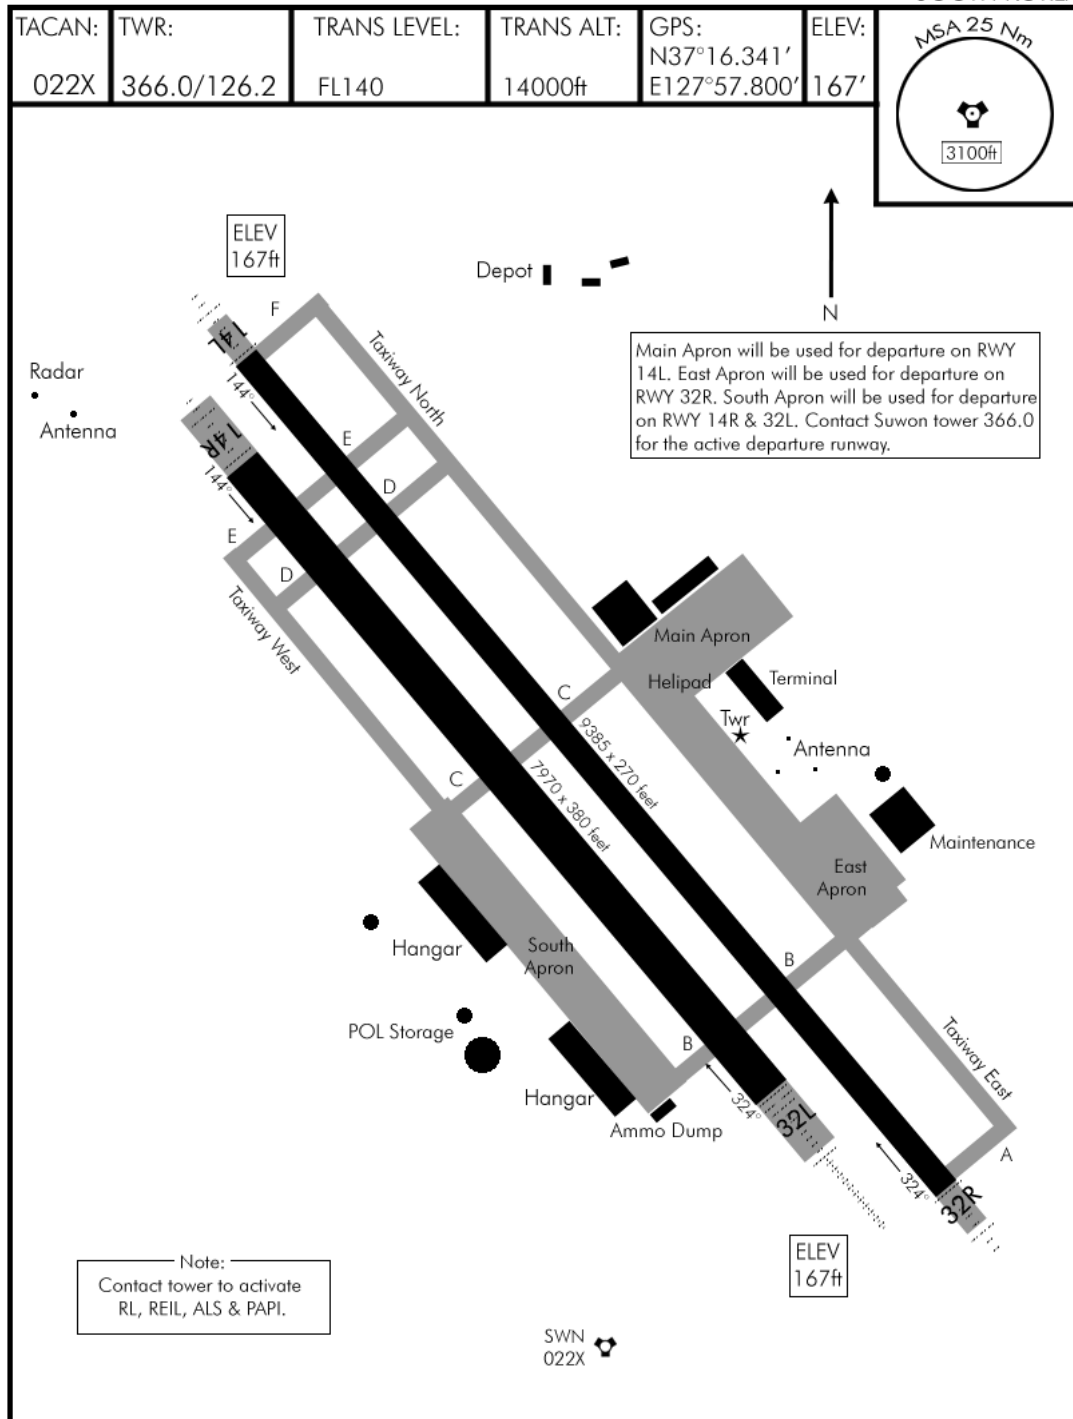 TACAN:
022X
TWR:
366.0/126.2
TRANS LEVEL:
FL140
TRANS ALT:
14000ft
GPS:
N37°16.341′
E127°57.800′
ELEV:
167′
MSA 25 Nm
3100ft
ELEV
167ft
Depot
N
Main Apron will be used for departure on RWY
14L. East Apron will be used for departure on
RWY 32R. South Apron will be used for departure
on RWY 14R & 32L. Contact Suwon tower 366.0
for the active departure runway.
F
14L
Taxiway North
Radar
Antenna
144°
14R
144°
E
D
E
D
Taxiway West
Main Apron
Helipad
Terminal
Twr
Antenna
C
C
9385 x 270 feet
7970 x 380 feet
Maintenance
East
Apron
Hangar
South
Apron
B
B
POL Storage
Taxiway East
Hangar
Ammo Dump
324°
32L
A
324°
32R
ELEV
167ft
Note:
Contact tower to activate
RL, REIL, ALS & PAPI.
SWN
022X